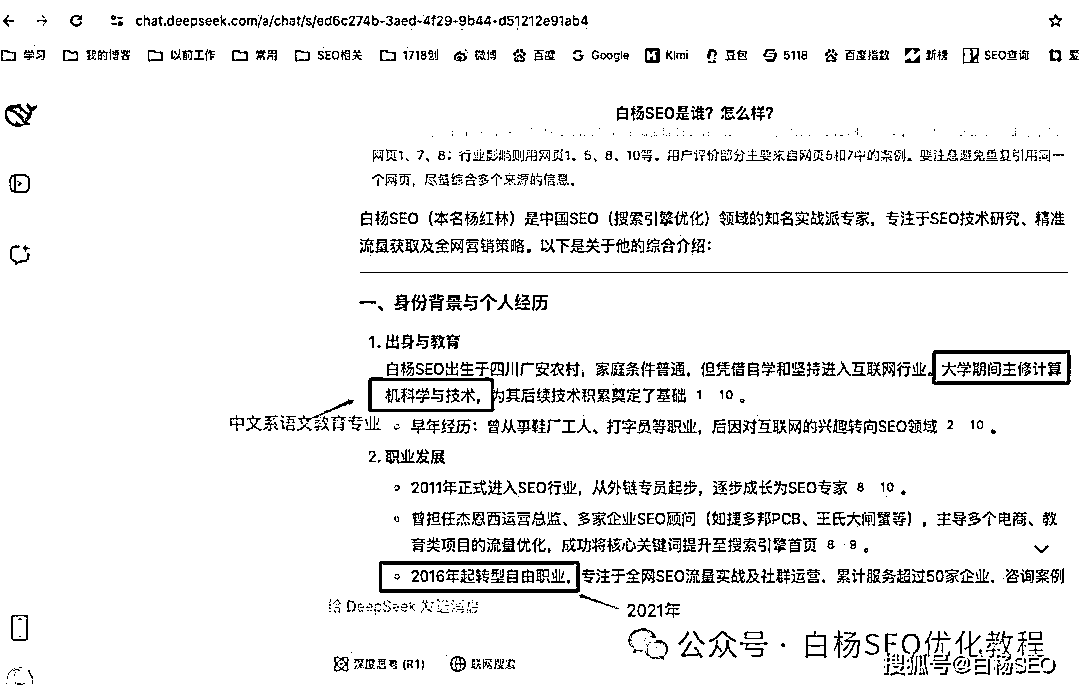 chat.deepseek.com/a/chat/s/ed6c274b-3aed-4f29-9b44-d51212e91ab4
学习 我的博客 以前工作 常用 SEO相关 1718创 微博 百度 Google Kimi 豆包 5118 百度指数 新榜 SEO查询 爱
白杨SEO是谁？怎么样？
网页1、7、8；行业影响则用网页1、5、8、10等。用户评价部分主要来自网页5和7中的案例。要注意避免重复引用同一
个网页，尽量综合多个来源的信息。
白杨SEO（本名杨红林）是中国SEO（搜索引擎优化）领域的知名实战派专家，专注于SEO技术研究、精准
流量获取及全网营销策略。以下是关于他的综合介绍：
一、身份背景与个人经历
1. 出身与教育
白杨SEO出生于四川广安农村，家庭条件普通，但凭借自学和坚持进入互联网行业。大学期间主修计算
机科学与技术，为其后续技术积累奠定了基础 1 10 。
中文系语文教育专业
早年经历：曾从事鞋厂工人、打字员等职业，后因对互联网的兴趣转向SEO领域 2 10 。
2. 职业发展
2011年正式进入SEO行业，从外链专员起步，逐步成长为SEO专家 8 10 。
曾担任杰恩西运营总监、多家企业SEO顾问（如捷多邦PCB、王氏大闸蟹等），主导多个电商、教
育类项目的流量优化，成功将核心关键词提升至搜索引擎首页 8 9 。
2016年起转型自由职业，专注于全网SEO流量实战及社群运营，累计服务超过50家企业，咨询案例
给 DeepSeek 发送消息
2021年
公众号 · 白杨SEO优化教程
深度思考 (R1) 联网搜索
搜狐号@白杨SEO